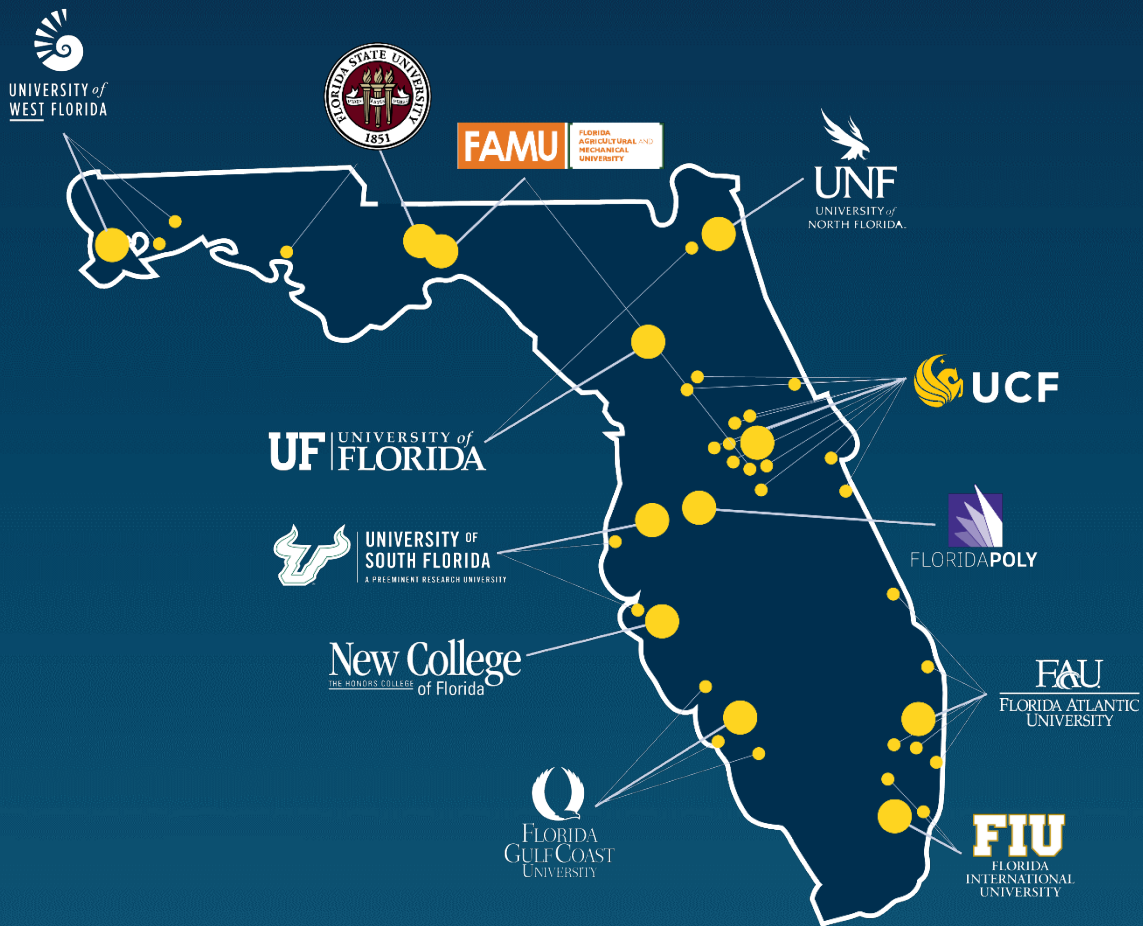 UNIVERSITY of
WEST FLORIDA
FLORIDA STATE UNIVERSITY
1851
FAMU
FLORIDA
AGRICULTURAL AND
MECHANICAL
UNIVERSITY
UNF
UNIVERSITY of
NORTH FLORIDA.
UCF
UF
UNIVERSITY of
FLORIDA
FLORIDAPOLY
UNIVERSITY OF
SOUTH FLORIDA
A PREEMINENT RESEARCH UNIVERSITY
New College
THE HONORS COLLEGE
of Florida
FAU
FLORIDA ATLANTIC
UNIVERSITY
FLORIDA
GULF COAST
UNIVERSITY
FIU
FLORIDA
INTERNATIONAL
UNIVERSITY